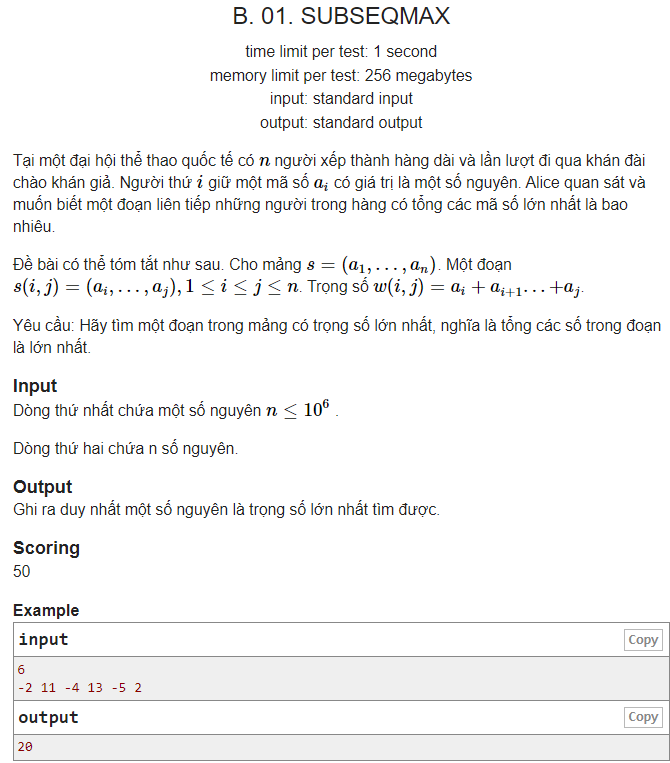 B. 01. SUBSEQMAX
time limit per test: 1 second
memory limit per test: 256 megabytes
input: standard input
output: standard output
Tại một đại hội thể thao quốc tế có n người xếp thành hàng dài và lần lượt đi qua khán đài
chào khán giả. Người thứ i giữ một mã số a_i có giá trị là một số nguyên. Alice quan sát và
muốn biết một đoạn liên tiếp những người trong hàng có tổng các mã số lớn nhất là bao
nhiêu.
Đề bài có thể tóm tắt như sau. Cho mảng s = (a_1, . . . , a_n). Một đoạn
s(i, j) = (a_i, . . . , a_j), 1 ≤ i ≤ j ≤ n. Trọng số w(i, j) = a_i + a_{i+1} . . . + a_j.
Yêu cầu: Hãy tìm một đoạn trong mảng có trọng số lớn nhất, nghĩa là tổng các số trong đoạn
là lớn nhất.
Input
Dòng thứ nhất chứa một số nguyên n ≤ 10^6 .
Dòng thứ hai chứa n số nguyên.
Output
Ghi ra duy nhất một số nguyên là trọng số lớn nhất tìm được.
Scoring
50
Example
input Copy
6
-2 11 -4 13 -5 2
output Copy
20